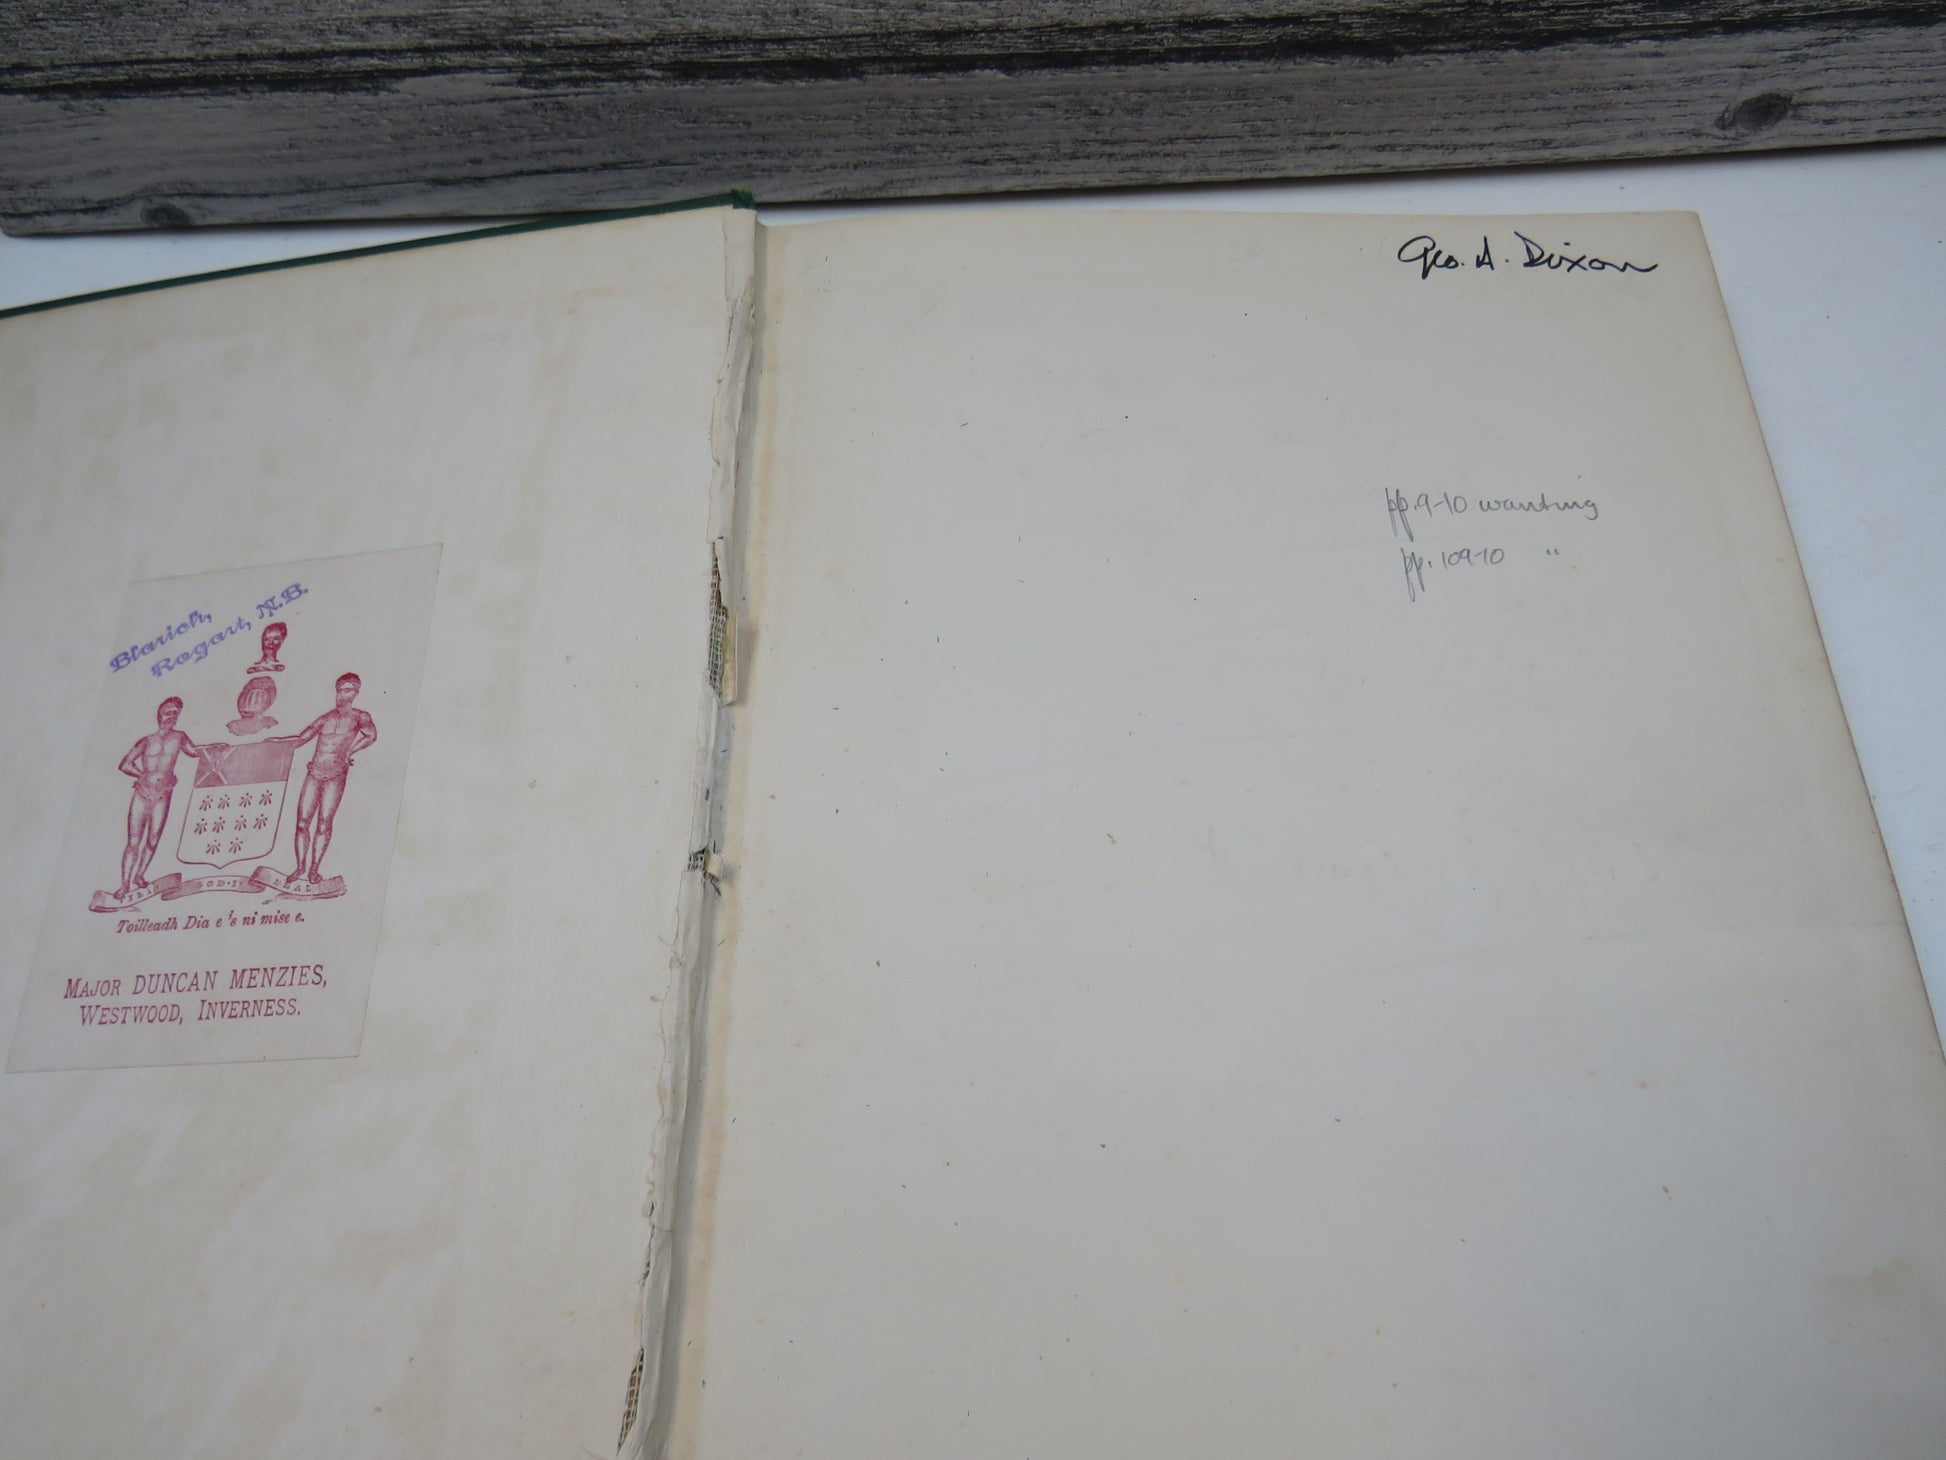 Blarich,
Rogart, N.B.
Toilleadh Dia e 's ni mise e.
MAJOR DUNCAN MENZIES,
WESTWOOD, INVERNESS.
Geo. A. Dixon
pp. 9-10 wanting
pp. 109-10 "